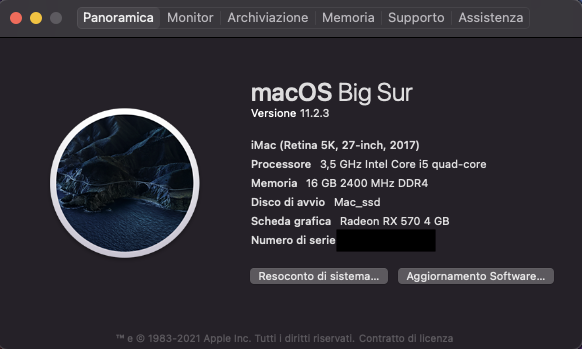 Panoramica Monitor Archiviazione Memoria Supporto Assistenza
macOS Big Sur
Versione 11.2.3
iMac (Retina 5K, 27-inch, 2017)
Processore 3,5 GHz Intel Core i5 quad-core
Memoria 16 GB 2400 MHz DDR4
Disco di avvio Mac_ssd
Scheda grafica Radeon RX 570 4 GB
Numero di serie
Resoconto di sistema... Aggiornamento Software...
™ e © 1983-2021 Apple Inc. Tutti i diritti riservati. Contratto di licenza